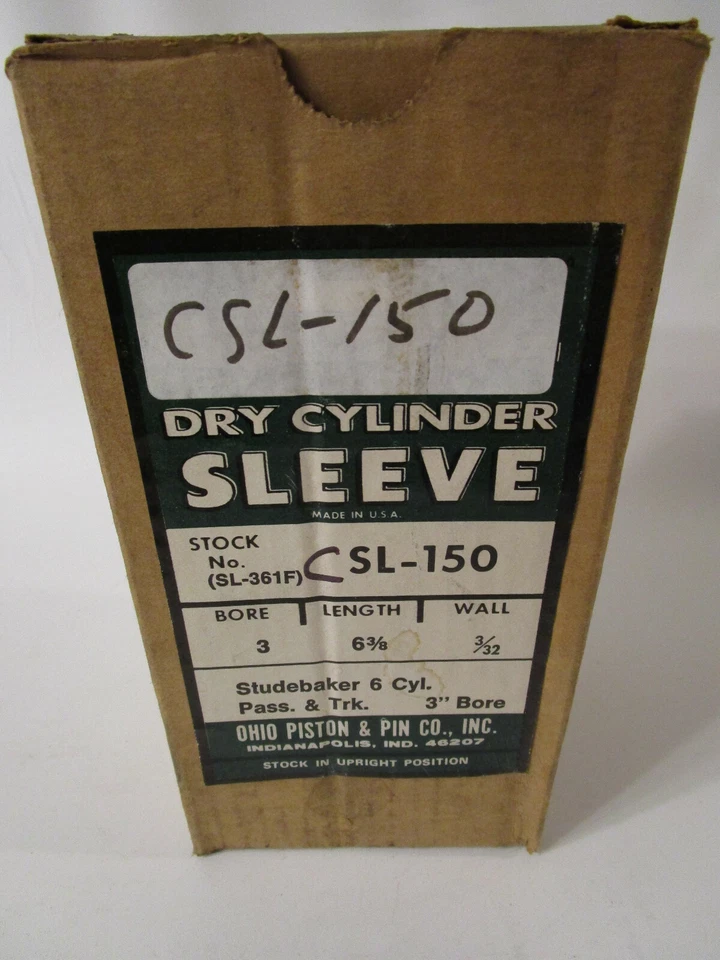 CSL-150
DRY CYLINDER
SLEEVE
MADE IN U.S.A.
STOCK
No.
(SL-361F) CSL-150
BORE LENGTH WALL
3 6⅜ 3/32
Studebaker 6 Cyl.
Pass. & Trk. 3" Bore
OHIO PISTON & PIN CO., INC.
INDIANAPOLIS, IND. 46207
STOCK IN UPRIGHT POSITION